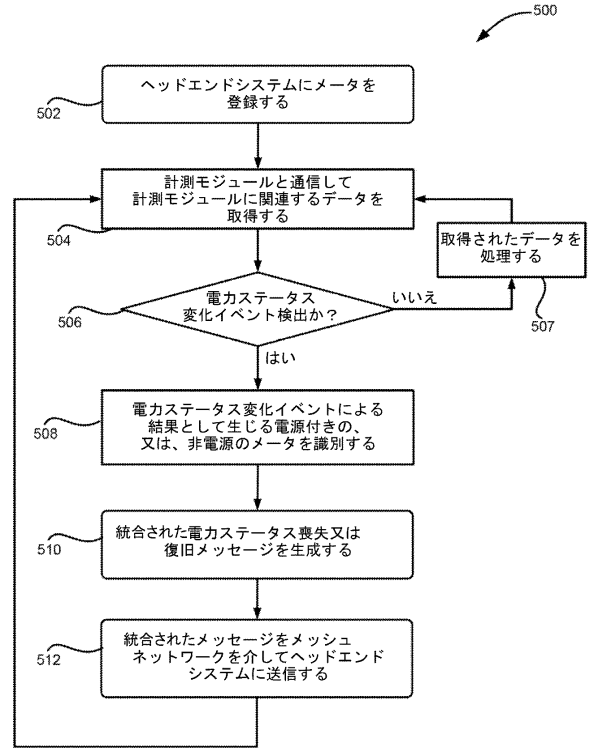 500
ヘッドエンドシステムにメータを
登録する
502
計測モジュールと通信して
計測モジュールに関連するデータを
取得する
504
取得されたデータを
処理する
507
電力ステータス
変化イベント検出か？
506
いいえ
はい
電力ステータス変化イベントによる
結果として生じる電源付きの、
又は、非電源のメータを識別する
508
統合された電力ステータス喪失又は
復旧メッセージを生成する
510
統合されたメッセージをメッシュ
ネットワークを介してヘッドエンド
システムに送信する
512